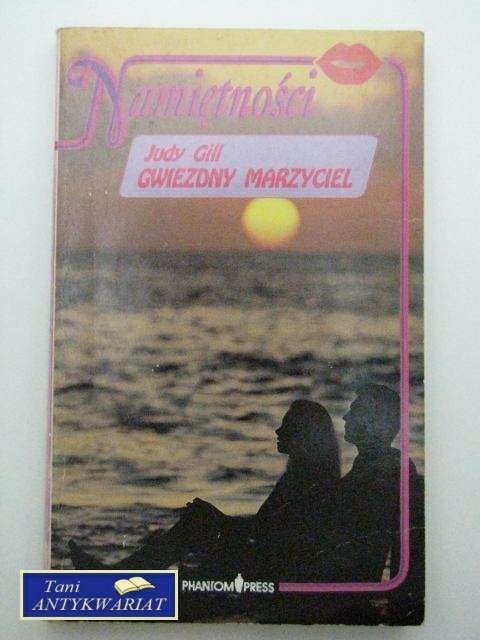 Namiętności
Judy Gill
GWIEZDNY MARZYCIEL
PHANTOM PRESS
Tani
ANTYKWARIAT